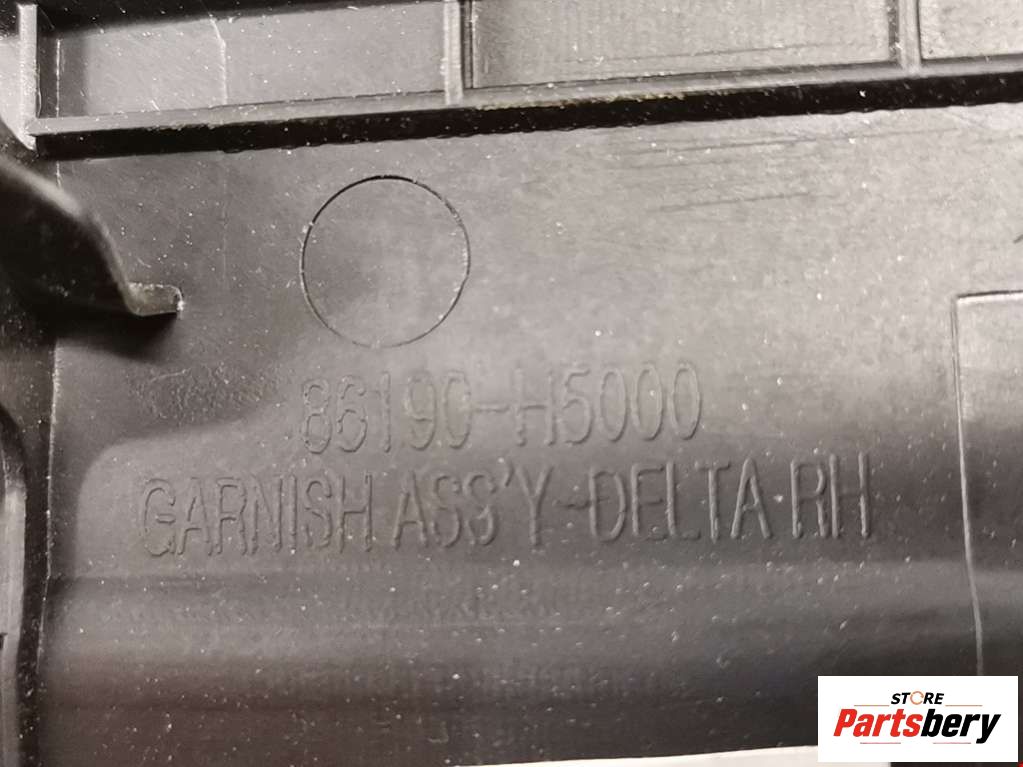 86190-H5000
GARNISH ASS'Y-DELTA RH
STORE
Partsbery